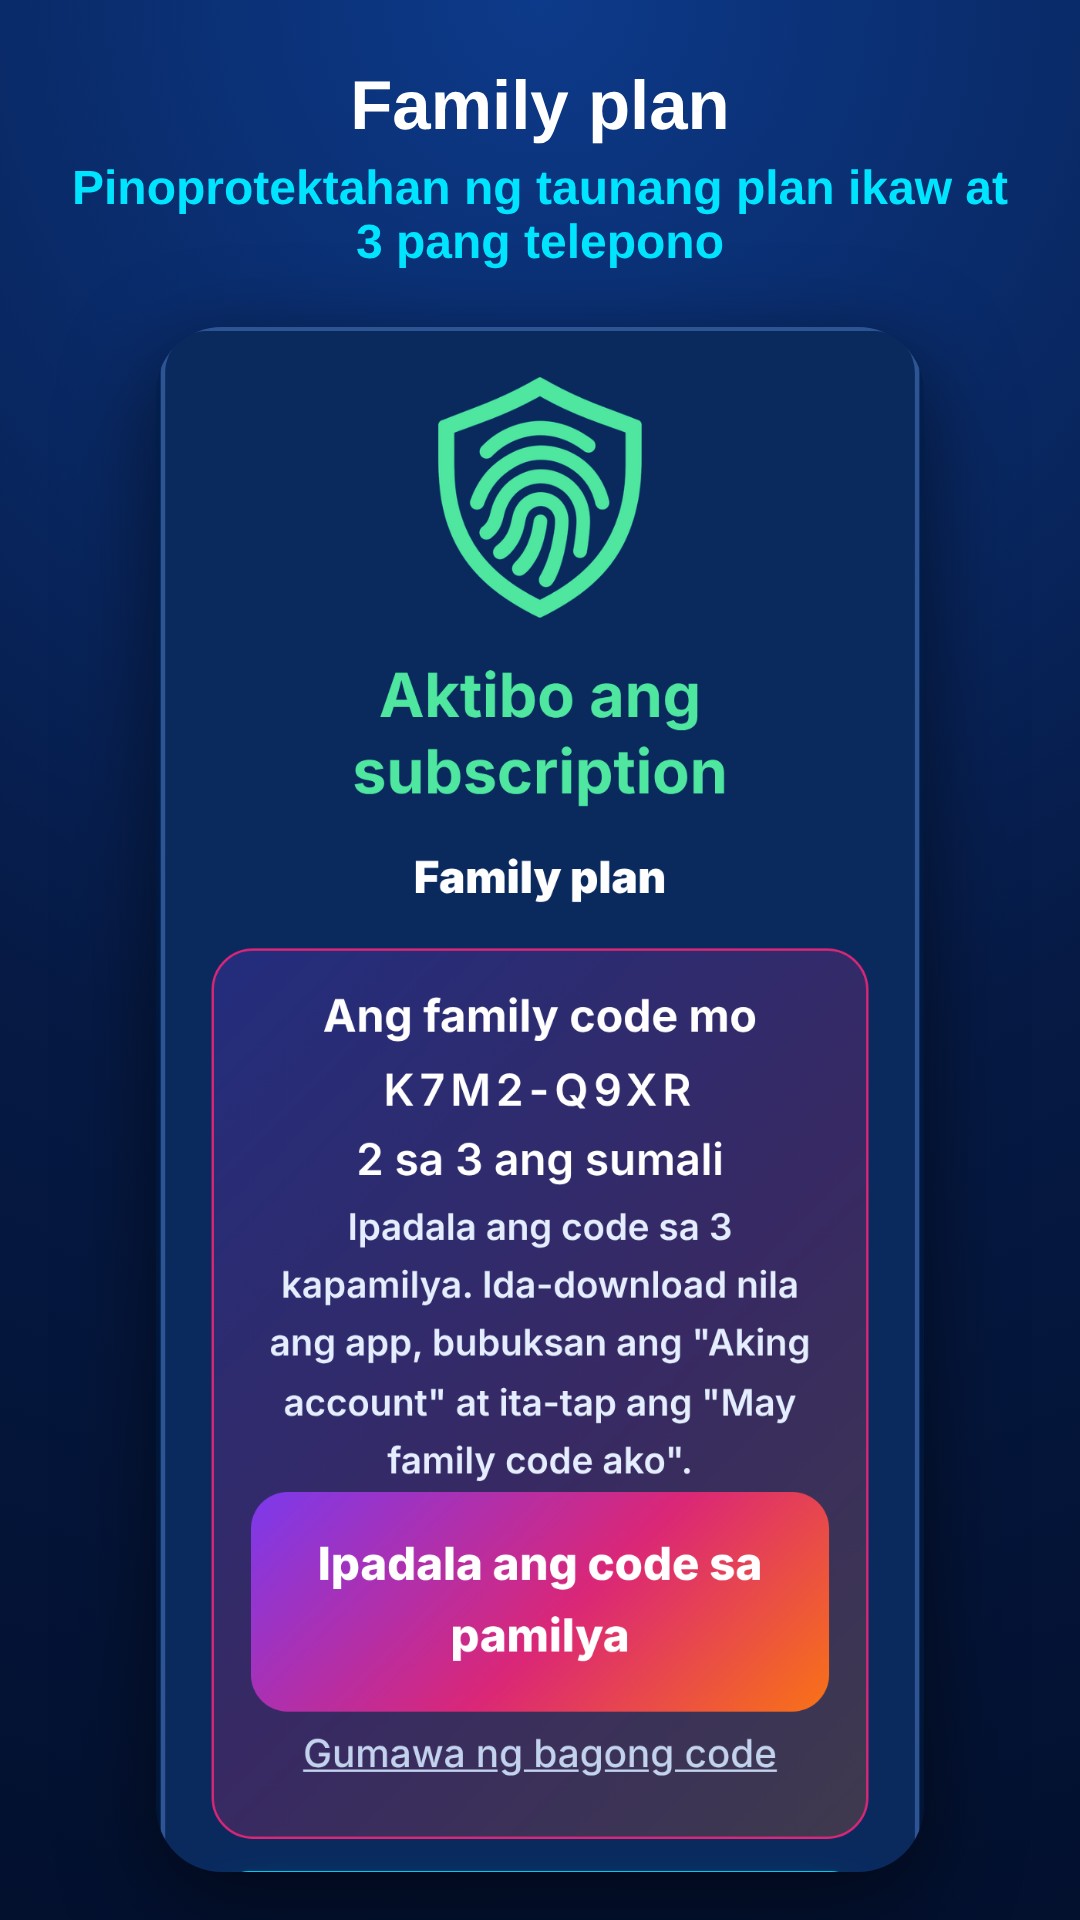 Family plan
Pinoprotektahan ng taunang plan ikaw at
3 pang telepono
Aktibo ang
subscription
Family plan
Ang family code mo
K7M2-Q9XR
2 sa 3 ang sumali
Ipadala ang code sa 3
kapamilya. Ida-download nila
ang app, bubuksan ang "Aking
account" at ita-tap ang "May
family code ako".
Ipadala ang code sa
pamilya
Gumawa ng bagong code